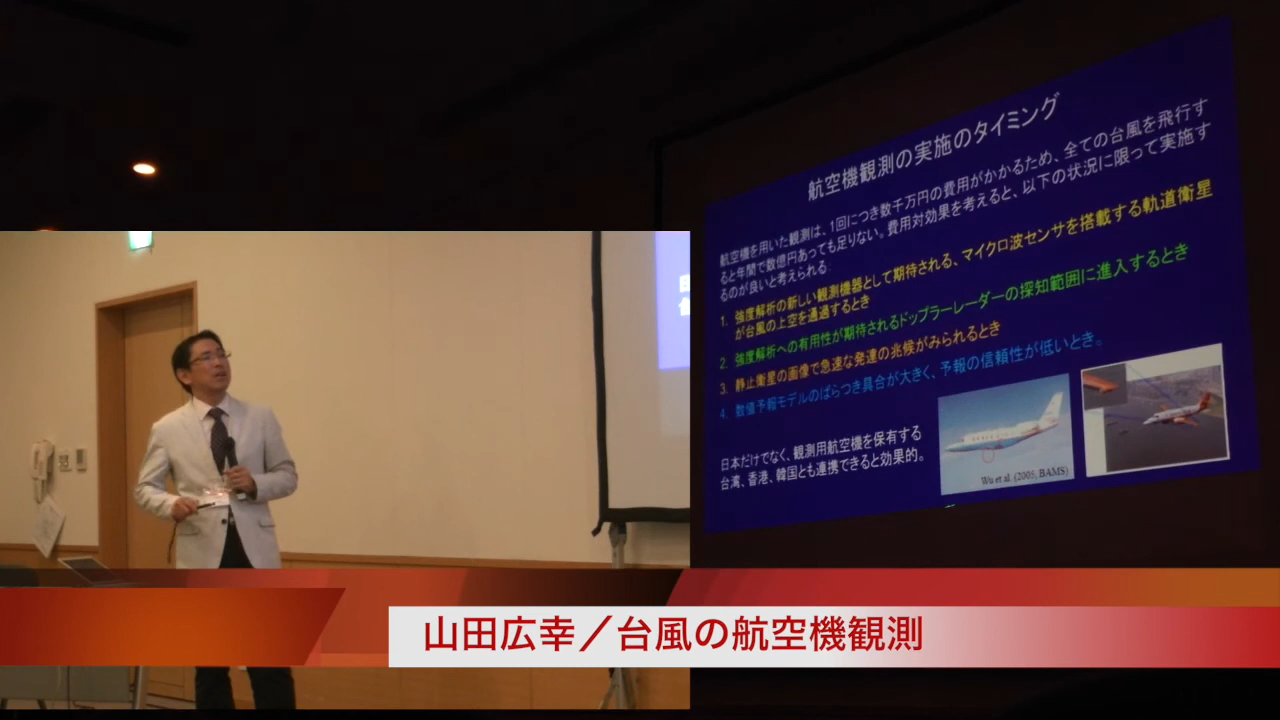 航空機観測の実施のタイミング
航空機を用いた観測は、1回につき数千万円の費用がかかるため、全ての台風を飛行す
ると年間で数億円あっても足りない。費用対効果を考えると、以下の状況に限って実施す
るのが良いと考えられる。
1. 強度解析の新しい観測機器として期待される、マイクロ波センサを搭載する軌道衛星
が台風の上空を通過するとき
2. 強度解析への有用性が期待されるドップラーレーダーの探知範囲に進入するとき
3. 静止衛星の画像で急速な発達の兆候がみられるとき
4. 数値予報モデルのばらつき具合が大きく、予報の信頼性が低いとき。
日本だけでなく、観測用航空機を保有する
台湾、香港、韓国とも連携できると効果的。
Wu et al. (2005, BAMS)
山田広幸／台風の航空機観測